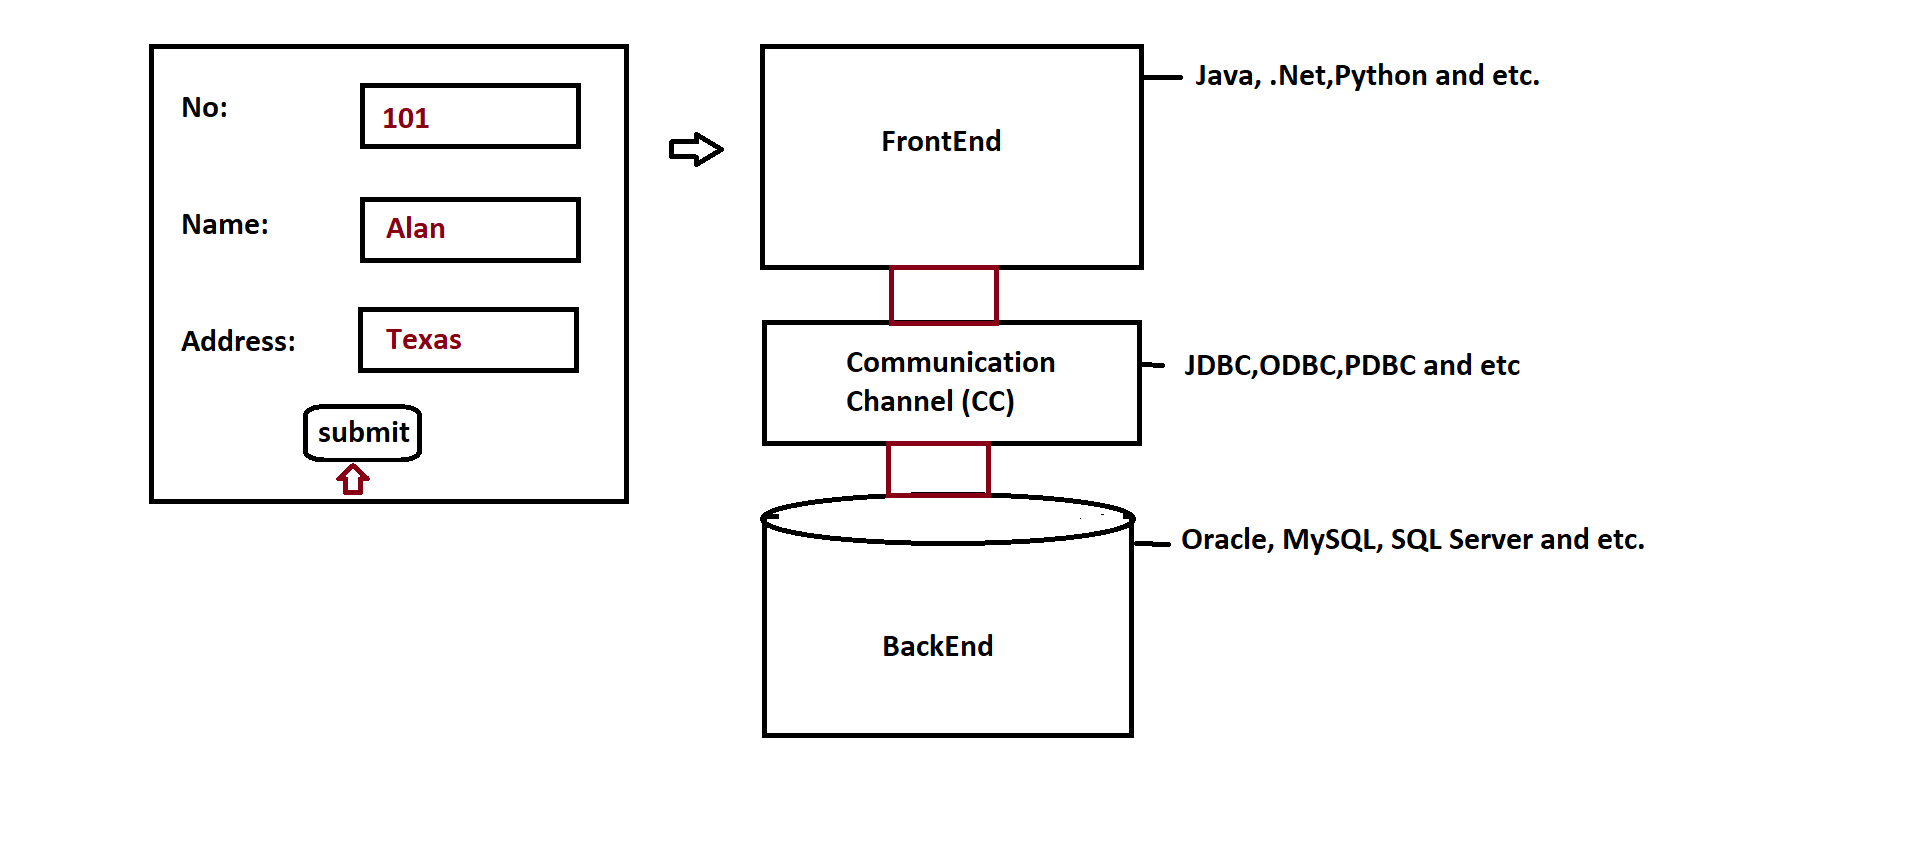 No:
101
Name:
Alan
Address:
Texas
submit
FrontEnd
Java, .Net,Python and etc.
Communication
Channel (CC)
JDBC,ODBC,PDBC and etc
Oracle, MySQL, SQL Server and etc.
BackEnd